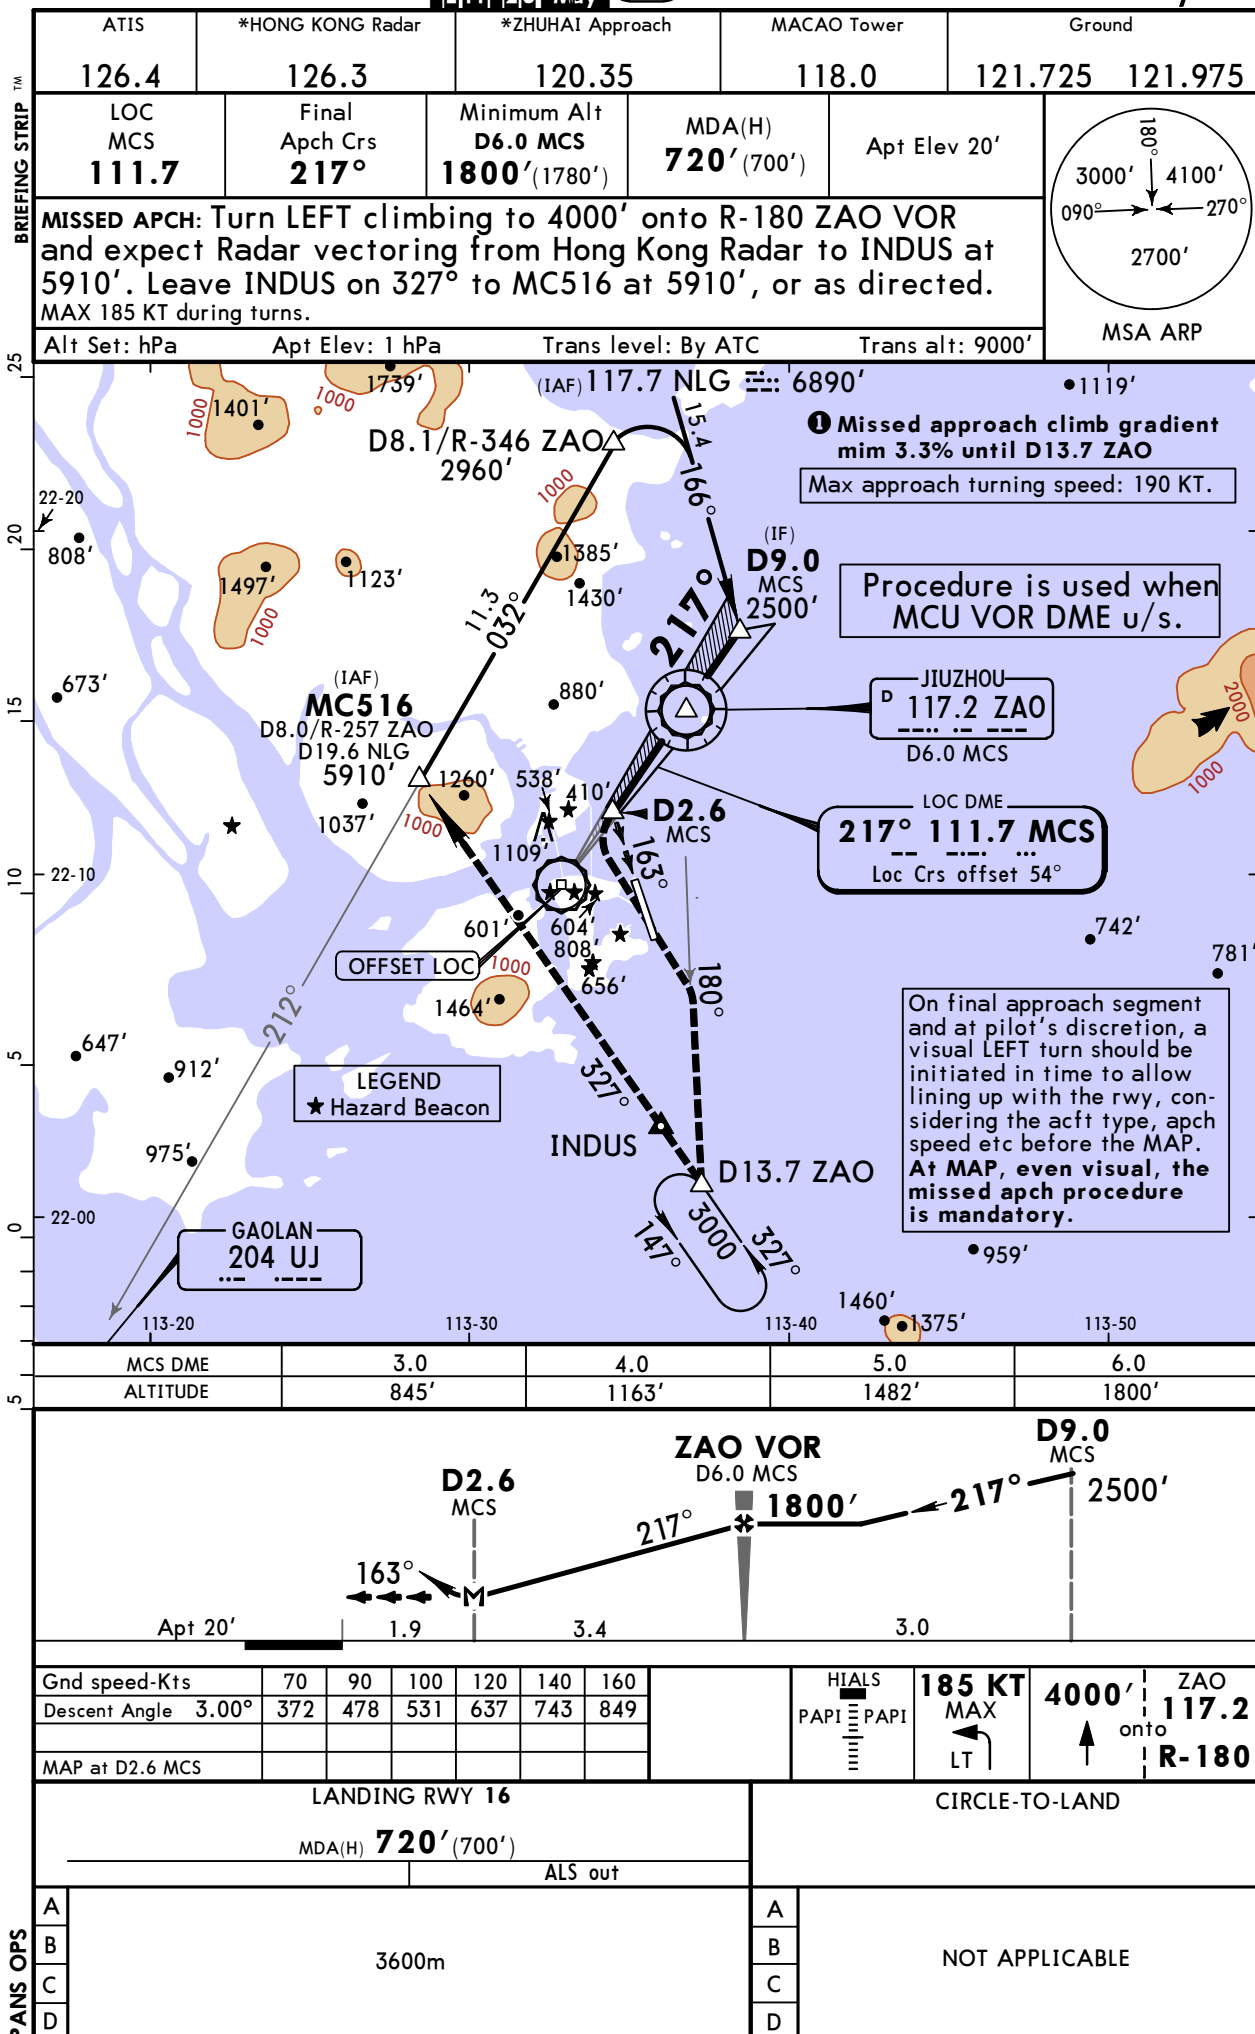 ATIS
126.4
*HONG KONG Radar
126.3
*ZHUHAI Approach
120.35
MACAO Tower
118.0
Ground
121.725 121.975
BRIEFING STRIP TM
LOC
MCS
111.7
Final
Apch Crs
217°
Minimum Alt
D6.0 MCS
1800'(1780')
MDA(H)
720'(700')
Apt Elev 20'
180°
3000' 4100'
090° 270°
2700'
MSA ARP
MISSED APCH: Turn LEFT climbing to 4000' onto R-180 ZAO VOR
and expect Radar vectoring from Hong Kong Radar to INDUS at
5910'. Leave INDUS on 327° to MC516 at 5910', or as directed.
MAX 185 KT during turns.
Alt Set: hPa Apt Elev: 1 hPa Trans level: By ATC Trans alt: 9000'
25
20
15
10
5
0
5
1739'
1000
1401'
1000
(IAF) 117.7 NLG 6890'
1119'
15.4
166°
D8.1/R-346 ZAO
2960'
❶ Missed approach climb gradient
mim 3.3% until D13.7 ZAO
Max approach turning speed: 190 KT.
22-20
808'
1000
1385'
1430'
1497'
1000
1123'
11.3
032°
(IF)
D9.0
MCS
2500'
217°
Procedure is used when
MCU VOR DME u/s.
673'
(IAF)
MC516
D8.0/R-257 ZAO
D19.6 NLG
5910'
880'
JIUZHOU
D 117.2 ZAO
D6.0 MCS
2000
1000
1260'
1037'
1000
538'
410'
1109'
D2.6
MCS
163°
LOC DME
217° 111.7 MCS
Loc Crs offset 54°
22-10
601'
604'
808'
656'
OFFSET LOC
1000
1464'
742'
781'
212°
180°
647'
912'
975'
LEGEND
★ Hazard Beacon
327°
INDUS
D13.7 ZAO
On final approach segment
and at pilot's discretion, a
visual LEFT turn should be
initiated in time to allow
lining up with the rwy, con-
sidering the acft type, apch
speed etc before the MAP.
At MAP, even visual, the
missed apch procedure
is mandatory.
22-00
GAOLAN
204 UJ
3000
147°
327°
959'
1460'
1375'
113-20 113-30 113-40 113-50
MCS DME 3.0 4.0 5.0 6.0
ALTITUDE 845' 1163' 1482' 1800'
D9.0
MCS
2500'
ZAO VOR
D6.0 MCS
1800'
217°
D2.6
MCS
217°
163°
M
Apt 20' 1.9 3.4 3.0
Gnd speed-Kts 70 90 100 120 140 160
Descent Angle 3.00° 372 478 531 637 743 849
MAP at D2.6 MCS
HIALS
PAPI PAPI
185 KT
MAX
LT
4000'
onto
ZAO
117.2
R-180
LANDING RWY 16
MDA(H) 720'(700')
ALS out
CIRCLE-TO-LAND
PANS OPS
A
B
C
D
3600m
A
B
C
D
NOT APPLICABLE